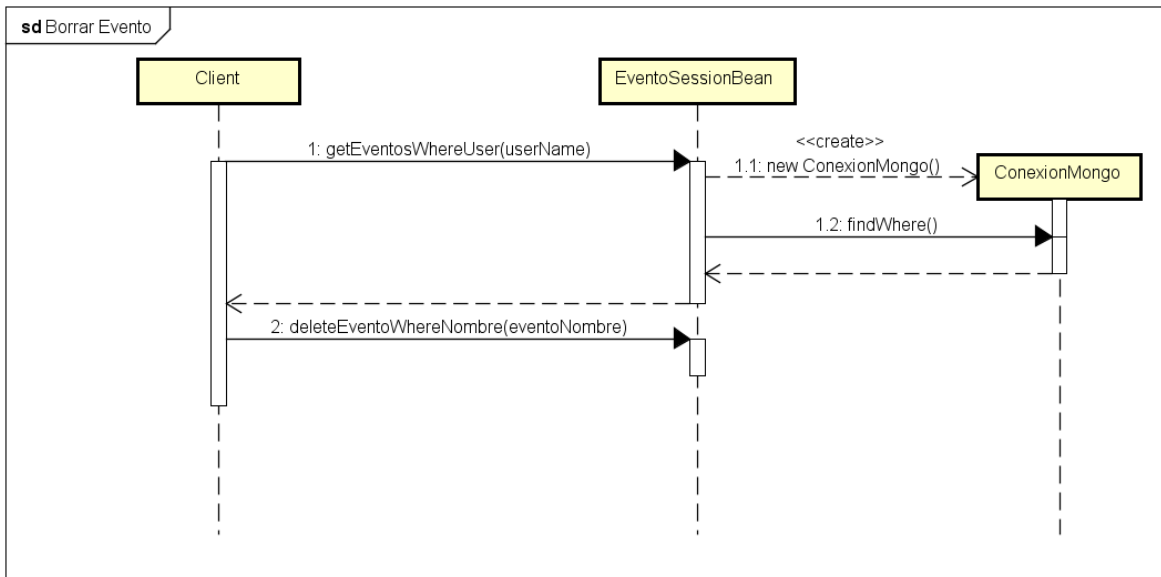 sd Borrar Evento
Client
EventoSessionBean
1: getEventosWhereUser(userName)
<<create>>
1.1: new ConexionMongo()
ConexionMongo
1.2: findWhere()
2: deleteEventoWhereNombre(eventoNombre)